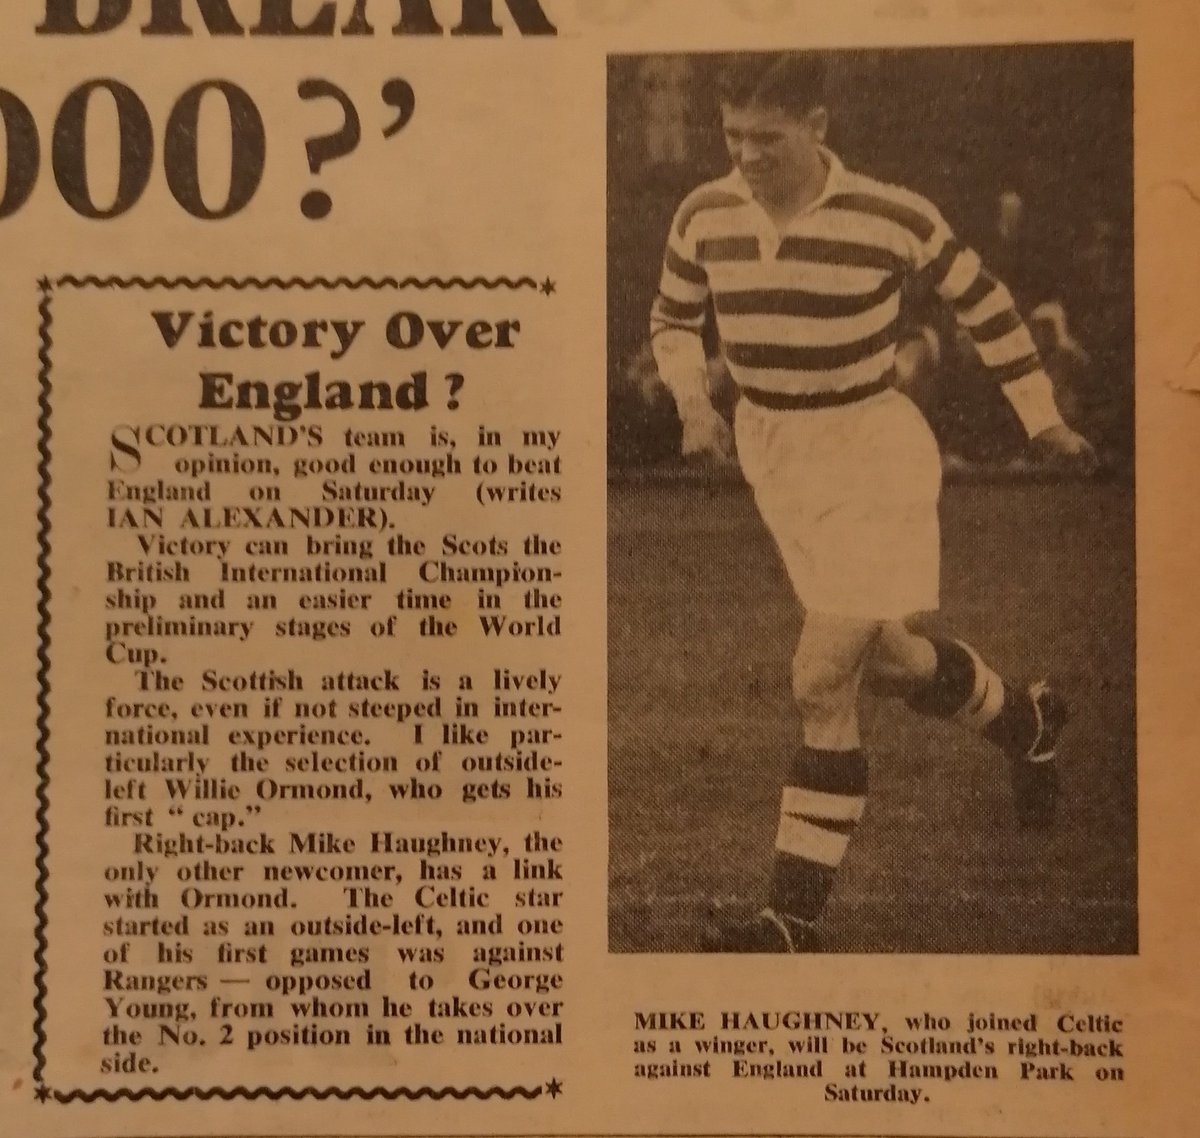 BREAK
000?'
Victory Over
England ?
SCOTLAND'S team is, in my
opinion, good enough to beat
England on Saturday (writes
IAN ALEXANDER).
Victory can bring the Scots the
British International Champion-
ship and an easier time in the
preliminary stages of the World
Cup.
The Scottish attack is a lively
force, even if not steeped in inter-
national experience. I like par-
ticularly the selection of outside-
left Willie Ormond, who gets his
first " cap."
Right-back Mike Haughney, the
only other newcomer, has a link
with Ormond. The Celtic star
started as an outside-left, and one
of his first games was against
Rangers — opposed to George
Young, from whom he takes over
the No. 2 position in the national
side.
MIKE HAUGHNEY, who joined Celtic
as a winger, will be Scotland's right-back
against England at Hampden Park on
Saturday.